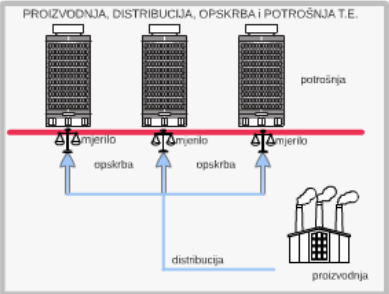 PROIZVODNJA, DISTRIBUCIJA, OPSKRBA i POTROŠNJA T.E.
potrošnja
mjerilo mjerilo mjerilo
opskrba opskrba
distribucija
proizvodnja